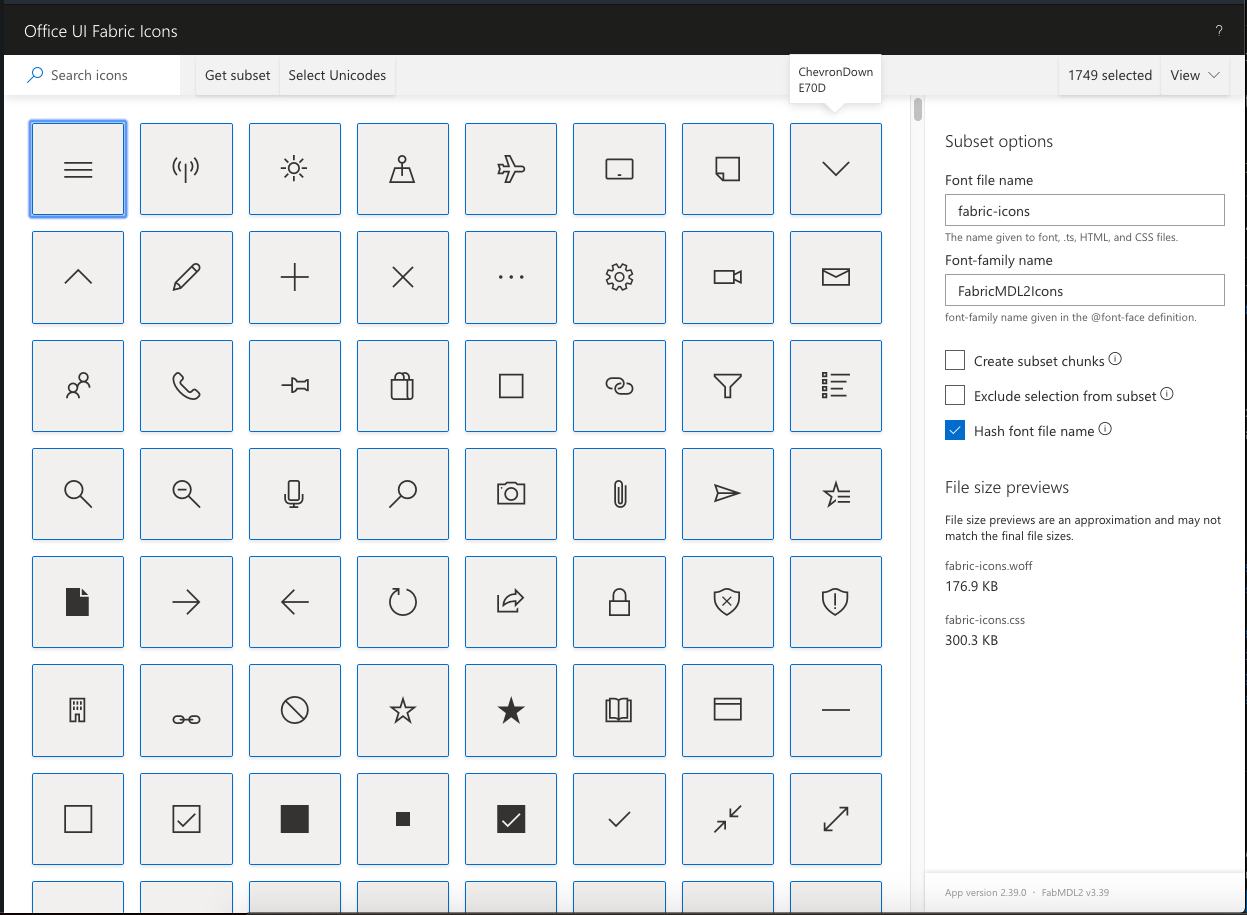 Office UI Fabric Icons
?
Search icons
Get subset
Select Unicodes
ChevronDown
E70D
1749 selected
View
Subset options
Font file name
fabric-icons
The name given to font, .ts, HTML, and CSS files.
Font-family name
FabricMDL2Icons
font-family name given in the @font-face definition.
Create subset chunks
Exclude selection from subset
Hash font file name
File size previews
File size previews are an approximation and may not
match the final file sizes.
fabric-icons.woff
176.9 KB
fabric-icons.css
300.3 KB
App version 2.39.0 · FabMDL2 v3.39